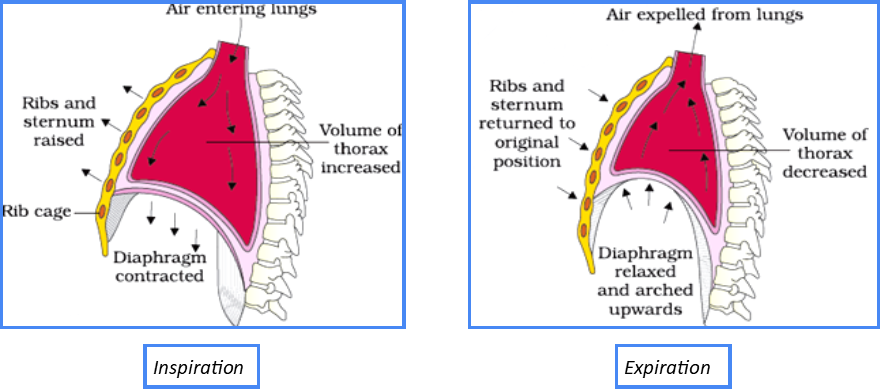 Air entering lungs
Ribs and
sternum
raised
Volume of
thorax
increased
Rib cage
Diaphragm
contracted
Inspiration
Air expelled from lungs
Ribs and
sternum
returned to
original
position
Volume of
thorax
decreased
Diaphragm
relaxed
and arched
upwards
Expiration